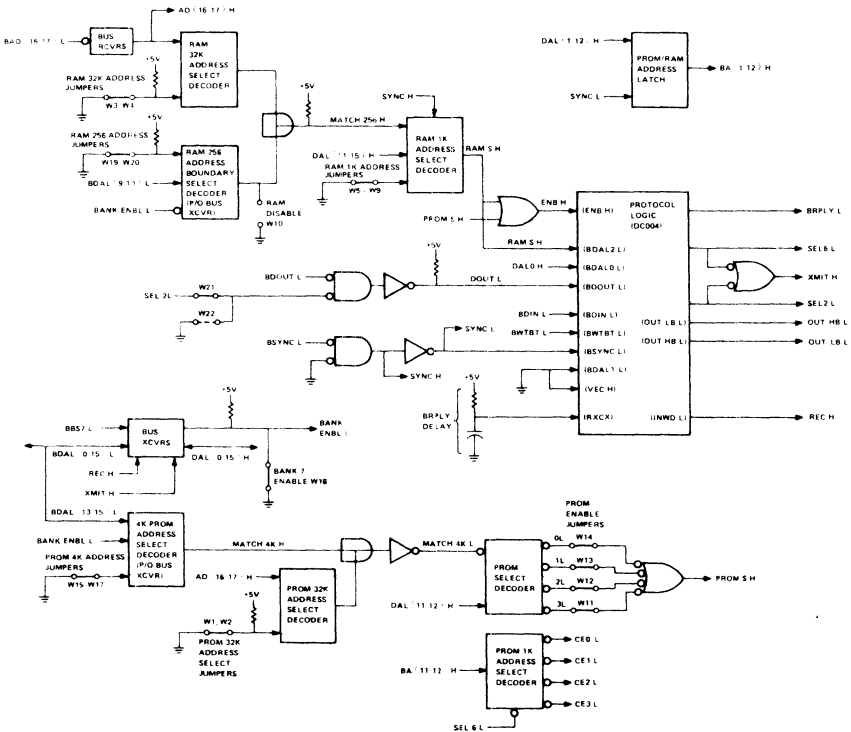 AD (16 17) H
BAD (16 17) L
BUS
RCVRS
RAM
32K
ADDRESS
SELECT
DECODER
+5V
RAM 32K ADDRESS
JUMPERS
W3 W4
+5V
RAM 256 ADDRESS
JUMPERS
W19 W20
BDAL
BANK ENBL L
RAM 256
ADDRESS
BOUNDARY
SELECT
DECODER
(P/O BUS
XCVR)
RAM
DISABLE
W10
+5V
MATCH 256 H
SYNC H
DAL (11 15) H
RAM 1K ADDRESS
JUMPERS
W5 - W9
RAM 1K
ADDRESS
SELECT
DECODER
RAM S H
DAL (1 12) H
SYNC L
PROM/RAM
ADDRESS
LATCH
BA (1 12) H
PROM S H
ENB H
RAM S H
DAL0 H
+5V
BDOUT L
DOUT L
SEL 2L
W21
W22
BDIN L
BWTBT L
BSYNC L
SYNC L
SYNC H
+5V
BRPLY
DELAY
PROTOCOL
LOGIC
(DC004)
(ENB H)
(BDAL2 L)
(BDAL0 L)
(BDOUT L)
(BDIN L)
(BWTBT L)
(BSYNC L)
(BDAL1 L)
(VEC H)
(RXCX)
(OUT LB L)
(OUT HB L)
(INWD L)
BRPLY L
SEL6 L
XMIT H
SEL2 L
OUT HB L
OUT LB L
REC H
+5V
BBS7 L
BUS
XCVRS
BANK
ENBL L
BDAL 0 15 L
DAL 0 15 H
REC H
XMIT H
BANK 7
ENABLE W18
BDAL 13 15 L
BANK ENBL L
PROM 4K ADDRESS
JUMPERS
W15 W17
4K PROM
ADDRESS
SELECT
DECODER
(P/O BUS
XCVR)
MATCH 4K H
AD 16 17 H
+5V
W1, W2
PROM 32K
ADDRESS
SELECT
JUMPERS
PROM 32K
ADDRESS
SELECT
DECODER
MATCH 4K L
DAL (11 12) H
PROM
SELECT
DECODER
PROM
ENABLE
JUMPERS
0L W14
1L W13
2L W12
3L W11
PROM S H
BA (11 12) H
PROM 1K
ADDRESS
SELECT
DECODER
CE0 L
CE1 L
CE2 L
CE3 L
SEL 6 L